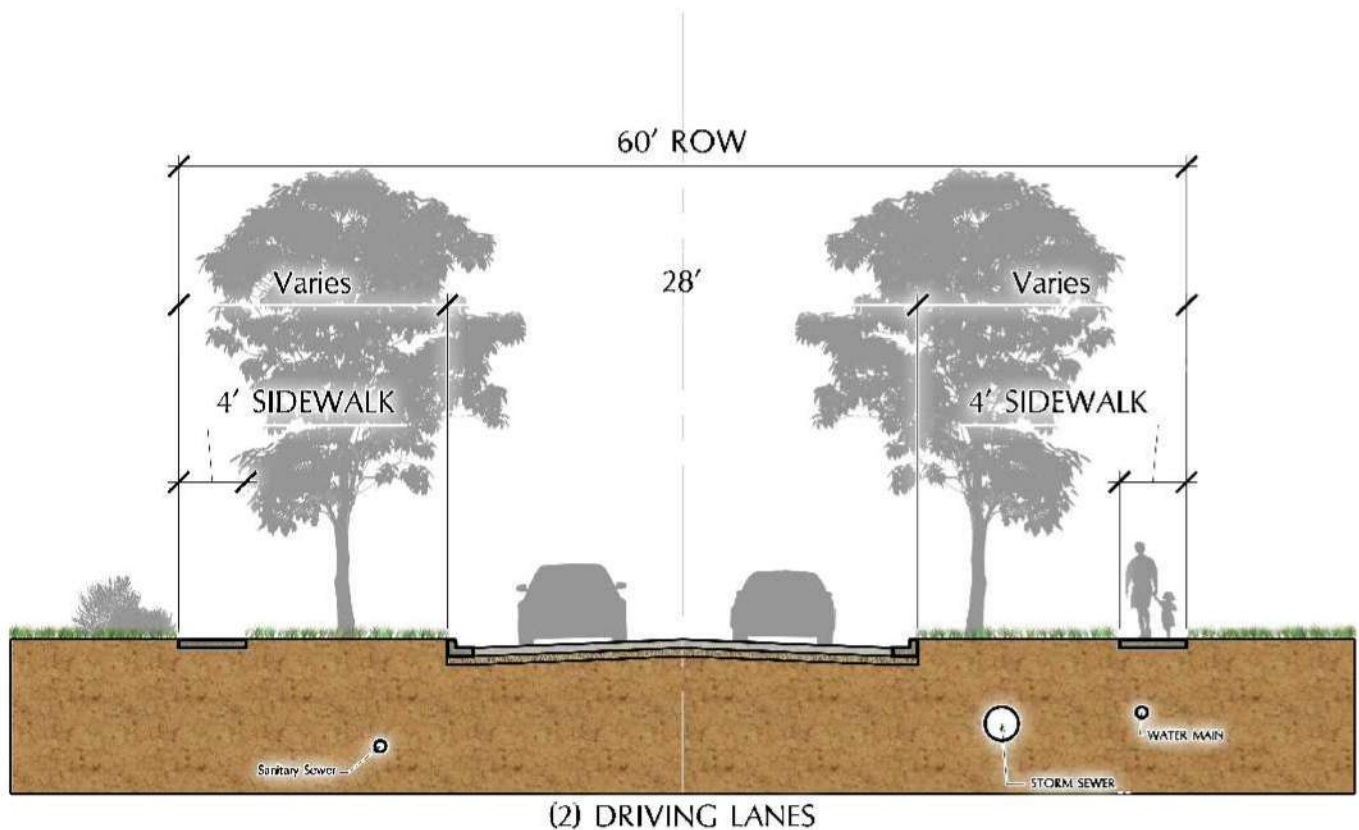 60' ROW
Varies
28'
Varies
4' SIDEWALK
4' SIDEWALK
Sanitary Sewer
STORM SEWER
WATER MAIN
(2) DRIVING LANES